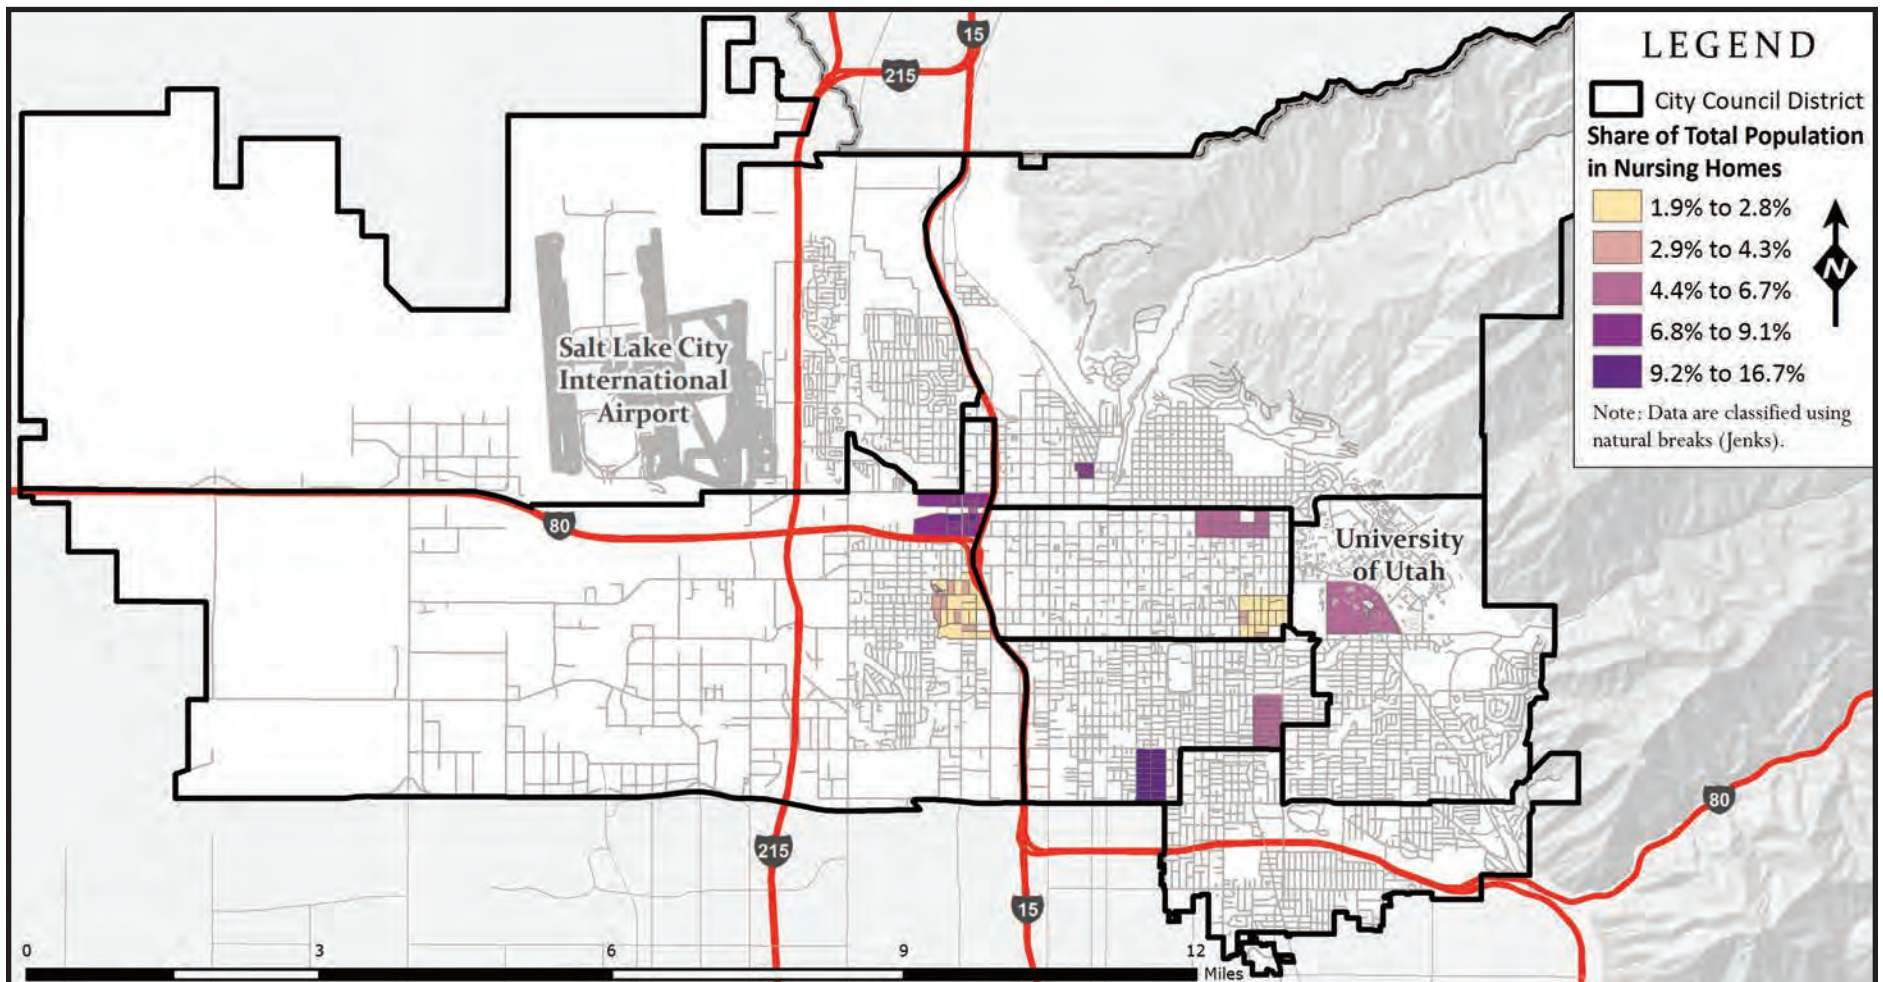 15
215
LEGEND
City Council District
Share of Total Population
in Nursing Homes
1.9% to 2.8%
2.9% to 4.3%
4.4% to 6.7%
6.8% to 9.1%
9.2% to 16.7%
N
Note: Data are classified using
natural breaks (Jenks).
Salt Lake City
International
Airport
80
University
of Utah
80
215
15
0 3 6 9 12
Miles